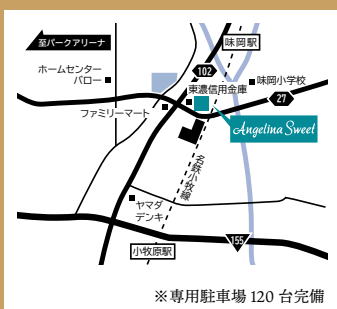 至パークアリーナ
味岡駅
ホームセンター
バロー
102
味岡小学校
東濃信用金庫
27
ファミリーマート
Angelina Sweet
名鉄小牧線
ヤマダ
デンキ
155
小牧原駅
※専用駐車場120台完備